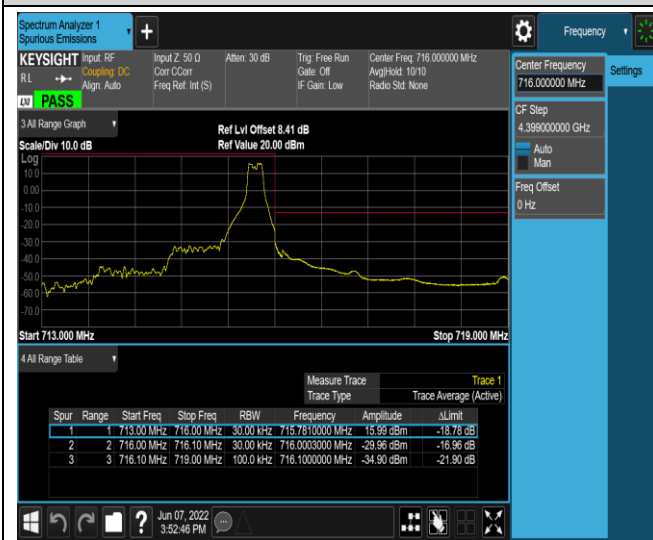 Spectrum Analyzer 1
Spurious Emissions
Frequency
KEYSIGHT Input: RF Input Z: 50 Ω Atten: 30 dB Trig: Free Run Center Freq: 716.000000 MHz
RL Coupling: DC Corr CCorr Gate: Off Avg|Hold: 10/10
Align: Auto Freq Ref: Int (S) IF Gain: Low Radio Std: None
LXI PASS
Center Frequency
716.000000 MHz
Settings
CF Step
4.399000000 GHz
Auto
Man
Freq Offset
0 Hz
3 All Range Graph
Ref Lvl Offset 8.41 dB
Scale/Div 10.0 dB Ref Value 20.00 dBm
Log
10.0
0.00
-10.0
-20.0
-30.0
-40.0
-50.0
-60.0
-70.0
Start 713.000 MHz Stop 719.000 MHz
4 All Range Table
Measure Trace Trace 1
Trace Type Trace Average (Active)
Spur Range Start Freq Stop Freq RBW Frequency Amplitude ΔLimit
1 1 713.00 MHz 716.00 MHz 30.00 kHz 715.7810000 MHz 15.99 dBm -18.78 dB
2 2 716.00 MHz 716.10 MHz 30.00 kHz 716.0003000 MHz -29.96 dBm -16.96 dB
3 3 716.10 MHz 719.00 MHz 100.0 kHz 716.1000000 MHz -34.90 dBm -21.90 dB
Jun 07, 2022
3:52:46 PM